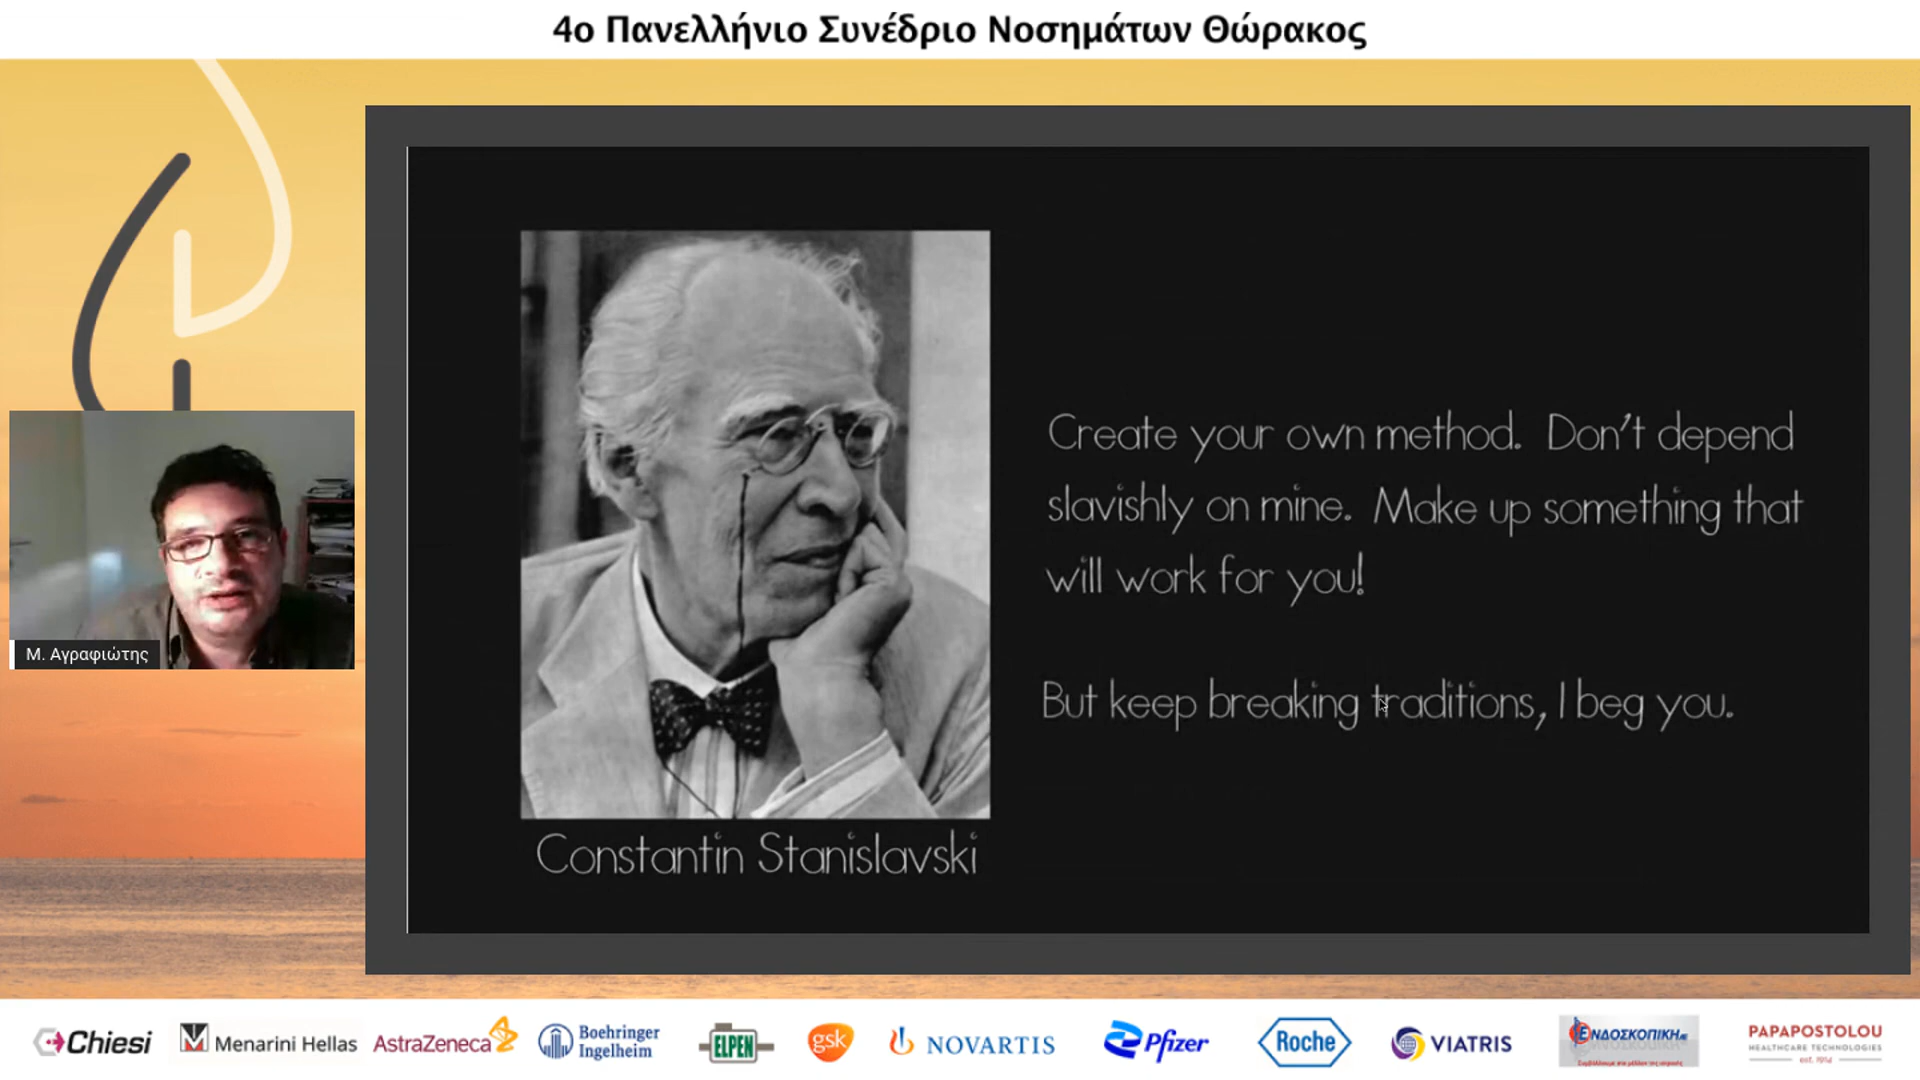 4ο Πανελλήνιο Συνέδριο Νοσημάτων Θώρακος
Create your own method. Don't depend
slavishly on mine. Make up something that
will work for you!
But keep breaking traditions, I beg you.
Constantin Stanislavski
Μ. Αγραφιώτης
Chiesi
Menarini Hellas
AstraZeneca
Boehringer
Ingelheim
ELPEN
gsk
NOVARTIS
Pfizer
Roche
VIATRIS
ΕΝΔΟΣΚΟΠΙΚΗ
PAPAPOSTOLOU
HEALTHCARE TECHNOLOGIES
est. 1914